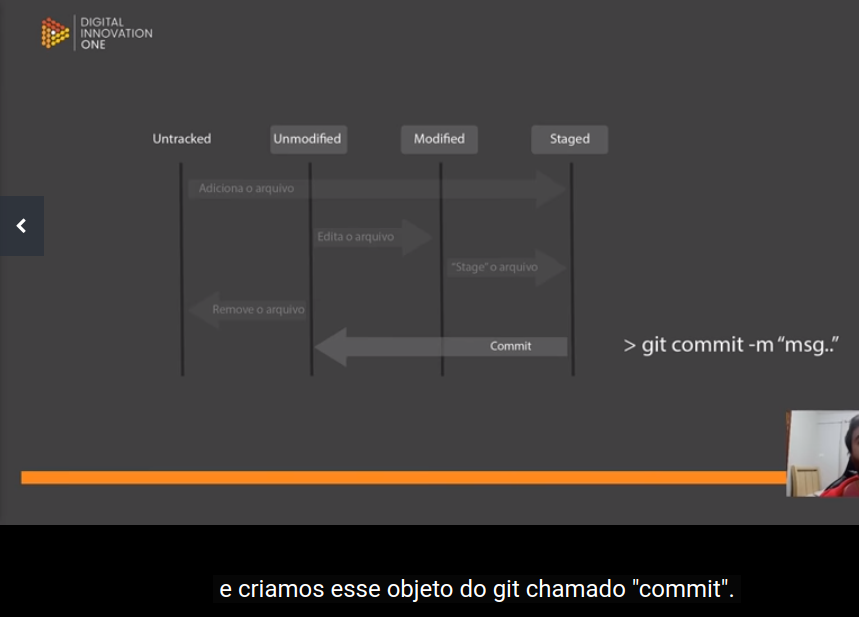 DIGITAL
INNOVATION
ONE
Untracked
Unmodified
Modified
Staged
Adiciona o arquivo
Edita o arquivo
"Stage" o arquivo
Remove o arquivo
Commit
> git commit -m “msg..”
e criamos esse objeto do git chamado "commit".